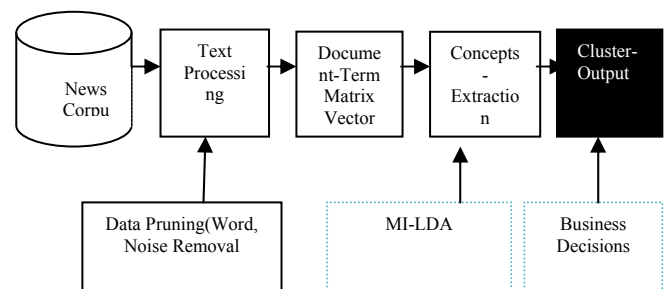 News
Corpu
Text
Processi
ng
Docume
nt-Term
Matrix
Vector
Concepts
-
Extractio
n
Cluster-
Output
Data Pruning(Word,
Noise Removal
MI-LDA
Business
Decisions